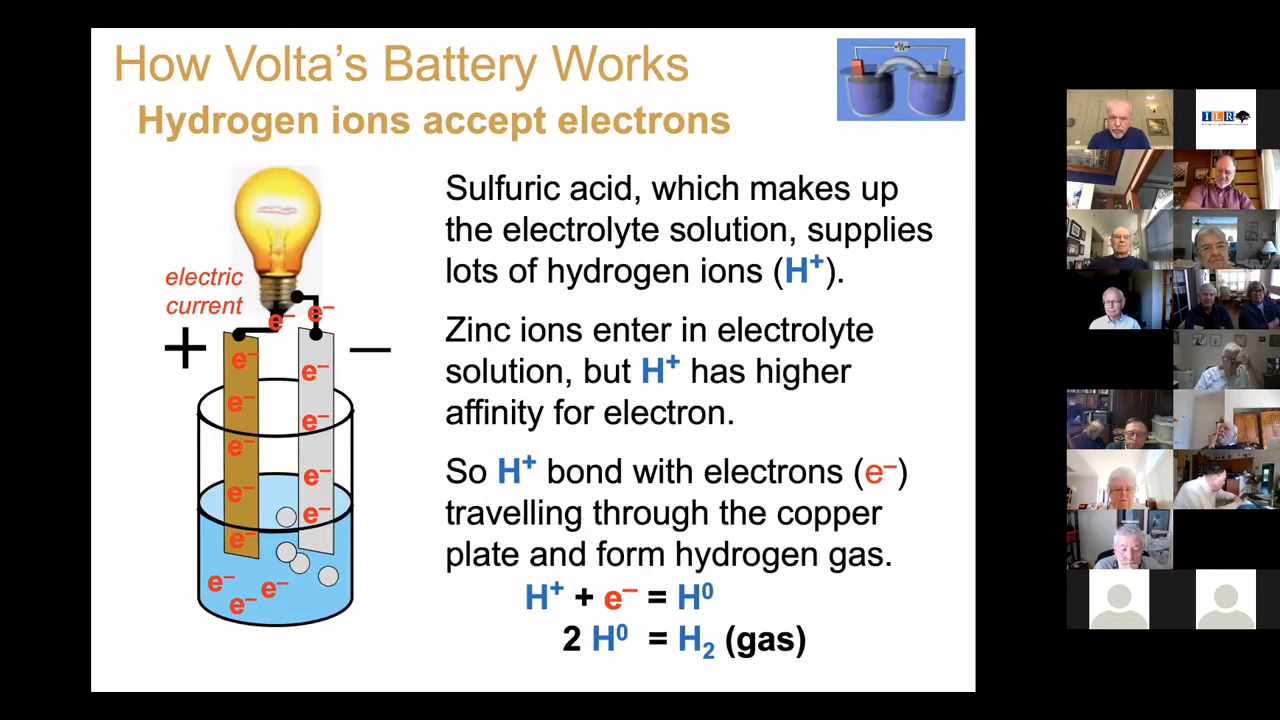 How Volta's Battery Works
Hydrogen ions accept electrons
Sulfuric acid, which makes up
the electrolyte solution, supplies
lots of hydrogen ions (H⁺).
Zinc ions enter in electrolyte
solution, but H⁺ has higher
affinity for electron.
So H⁺ bond with electrons (e⁻)
travelling through the copper
plate and form hydrogen gas.
H⁺ + e⁻ = H⁰
2 H⁰ = H₂ (gas)
electric
current
e⁻ e⁻
+ —
e⁻ e⁻
e⁻ e⁻
e⁻ e⁻
e⁻ e⁻
e⁻
e⁻ e⁻
e⁻
ILR